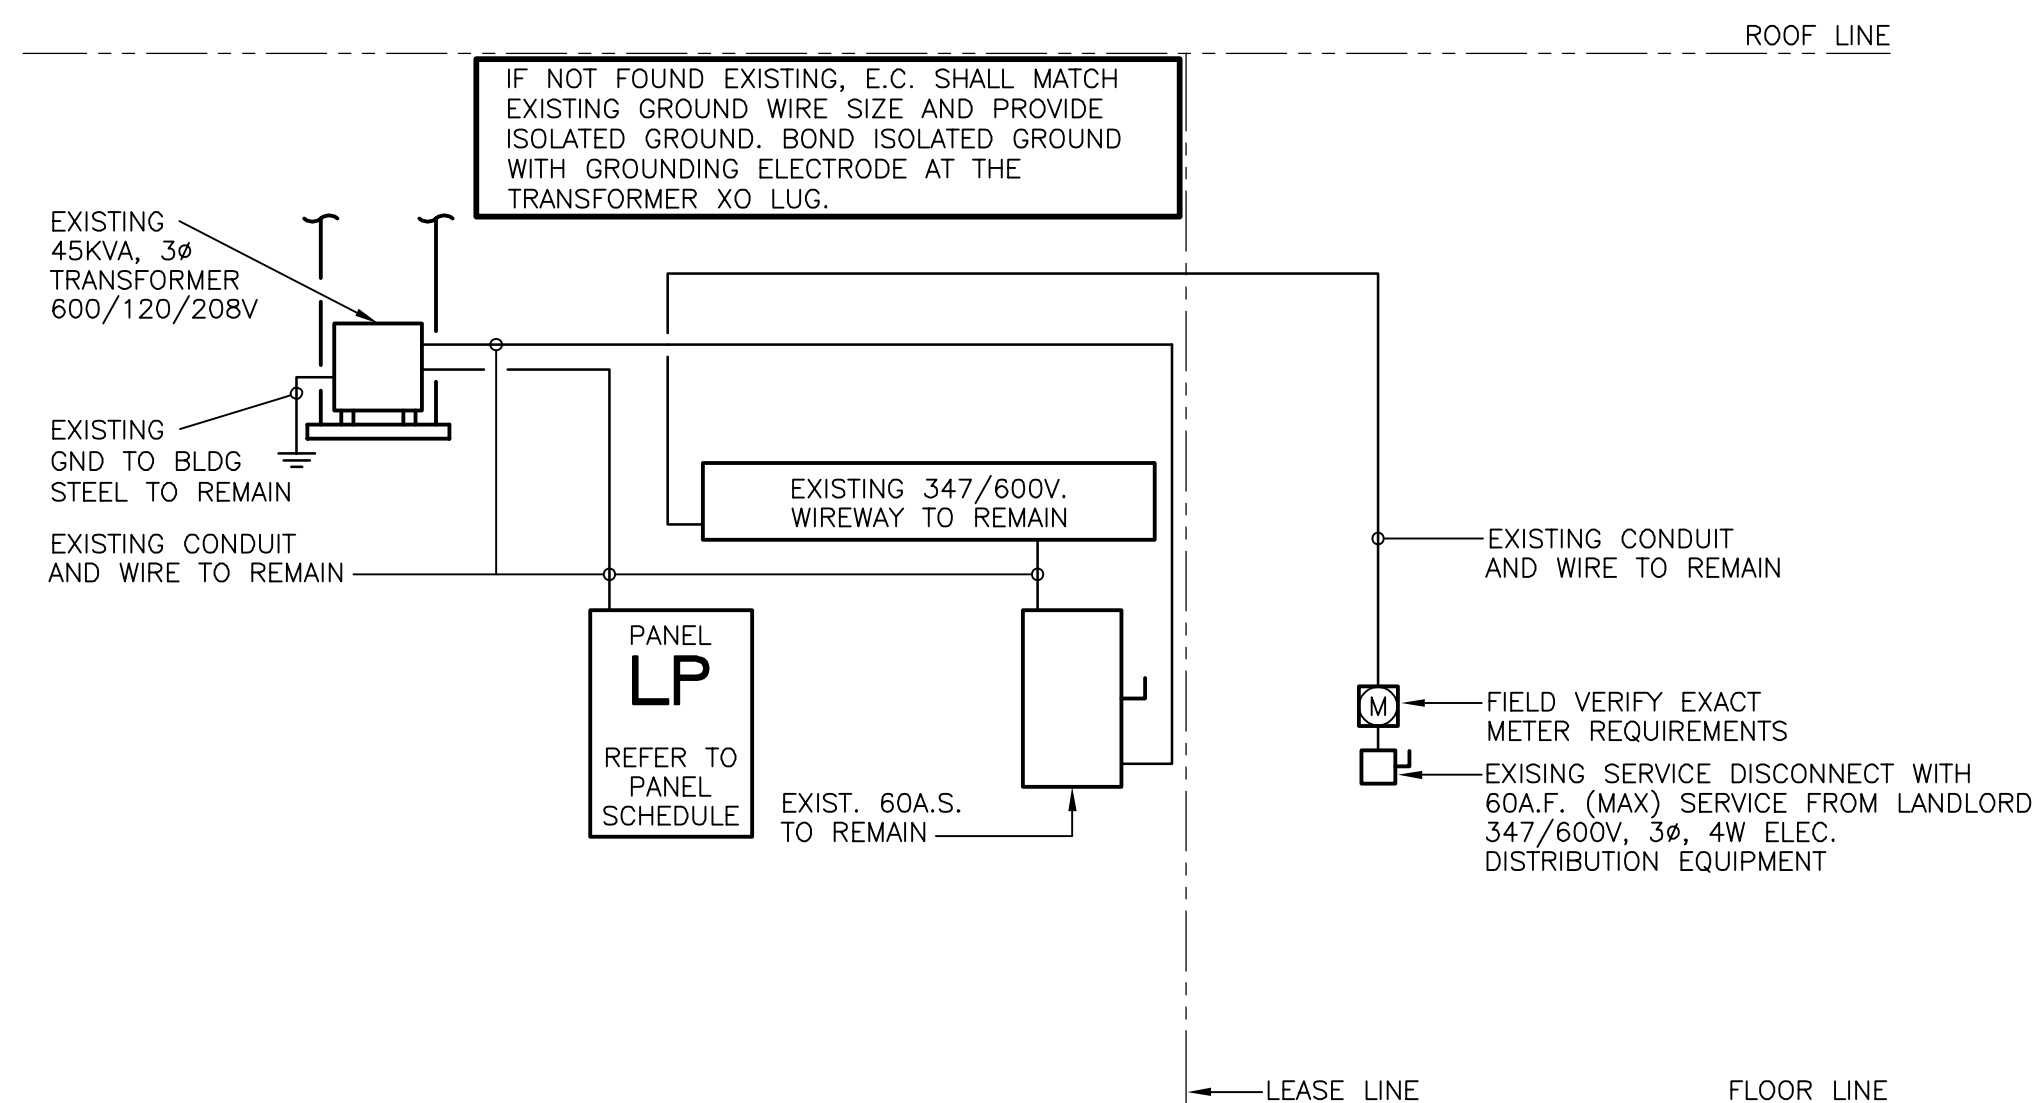 ROOF LINE
IF NOT FOUND EXISTING, E.C. SHALL MATCH
EXISTING GROUND WIRE SIZE AND PROVIDE
ISOLATED GROUND. BOND ISOLATED GROUND
WITH GROUNDING ELECTRODE AT THE
TRANSFORMER XO LUG.
EXISTING
45KVA, 3ø
TRANSFORMER
600/120/208V
EXISTING
GND TO BLDG
STEEL TO REMAIN
EXISTING 347/600V.
WIREWAY TO REMAIN
EXISTING CONDUIT
AND WIRE TO REMAIN
EXISTING CONDUIT
AND WIRE TO REMAIN
PANEL
LP
REFER TO
PANEL
SCHEDULE
EXIST. 60A.S.
TO REMAIN
M
FIELD VERIFY EXACT
METER REQUIREMENTS
EXISING SERVICE DISCONNECT WITH
60A.F. (MAX) SERVICE FROM LANDLORD
347/600V, 3ø, 4W ELEC.
DISTRIBUTION EQUIPMENT
LEASE LINE
FLOOR LINE